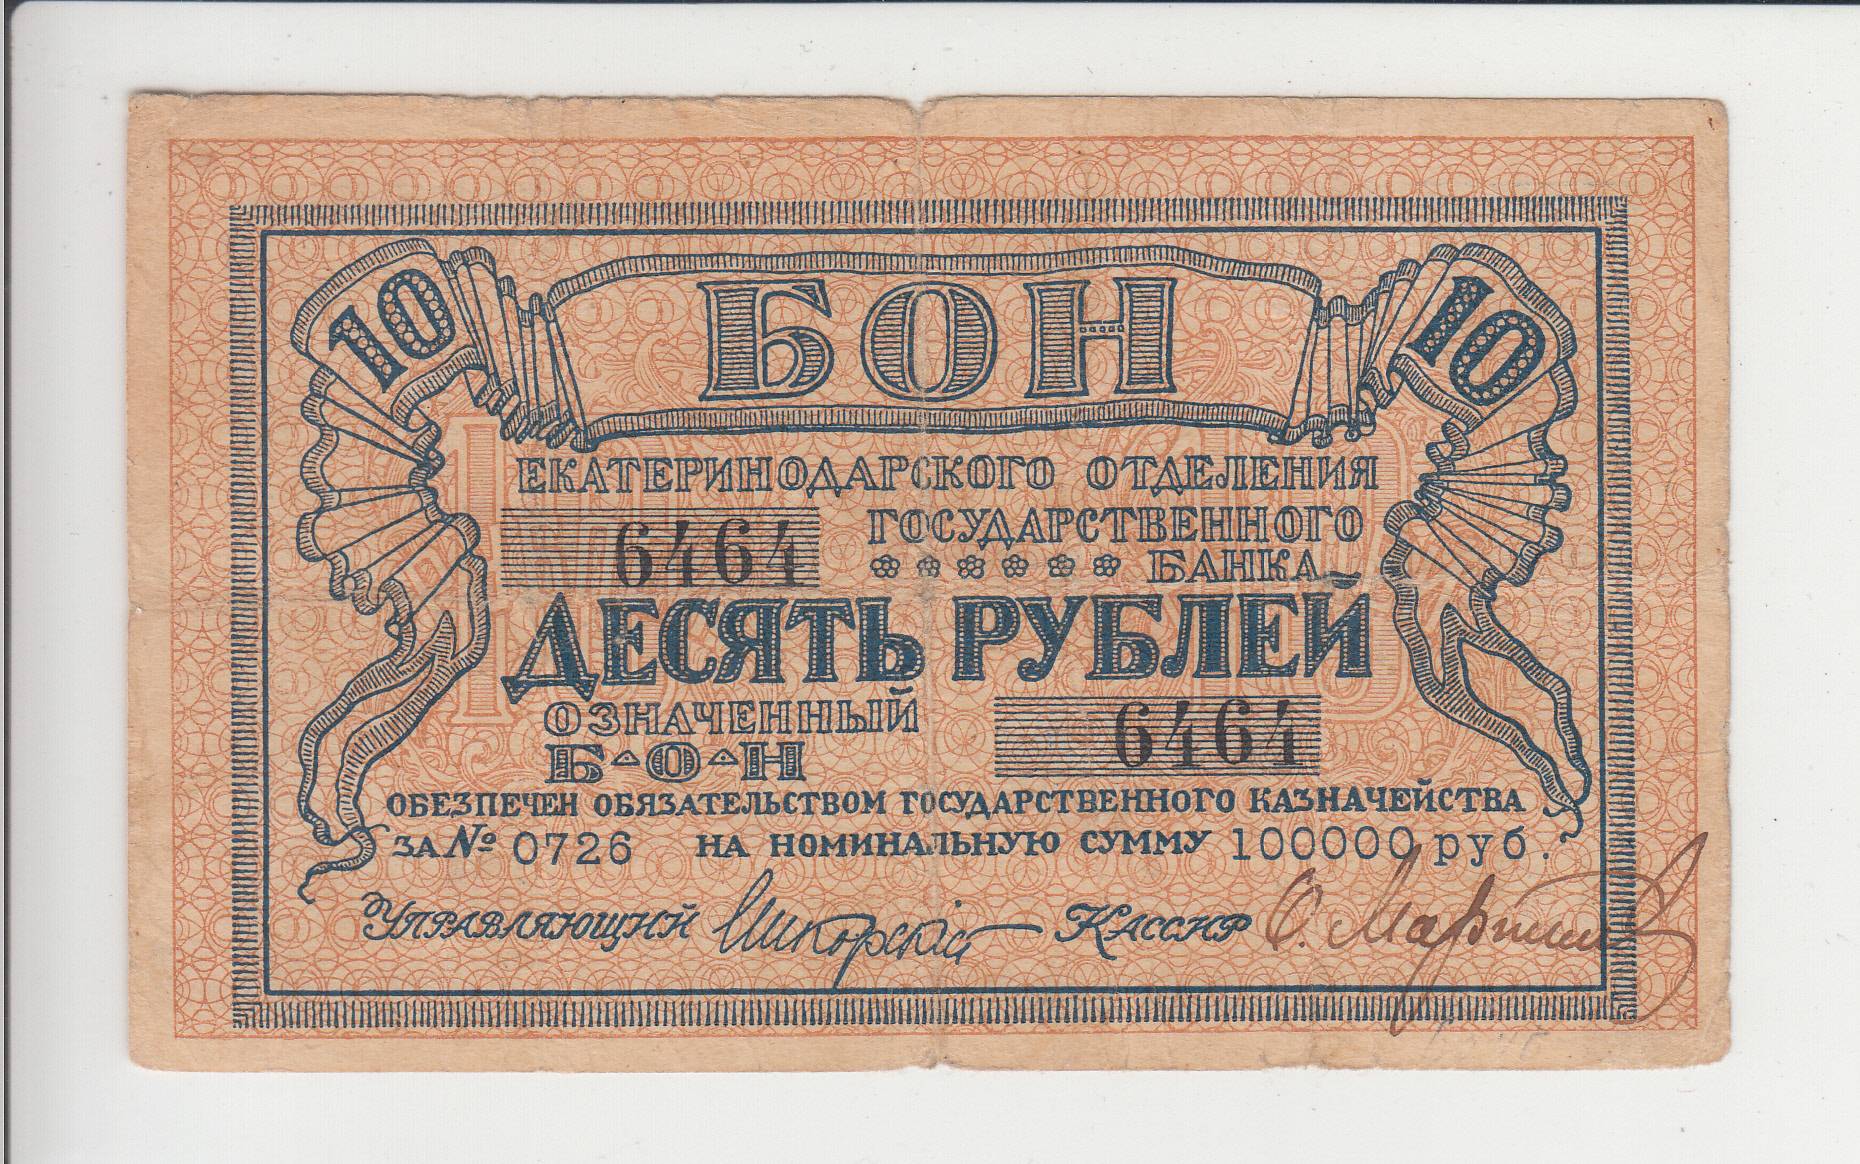 10 БОН 10
ЕКАТЕРИНОДАРСКОГО ОТДЕЛЕНИЯ
6464 ГОСУДАРСТВЕННОГО
БАНКА
ДЕСЯТЬ РУБЛЕЙ
ОЗНАЧЕННЫЙ
Б-О-Н 6464
ОБЕЗПЕЧЕН ОБЯЗАТЕЛЬСТВОМ ГОСУДАРСТВЕННОГО КАЗНАЧЕЙСТВА
ЗА № 0726 НА НОМИНАЛЬНУЮ СУММУ 100000 руб.
УПРАВЛЯЮЩИЙ КАССИР